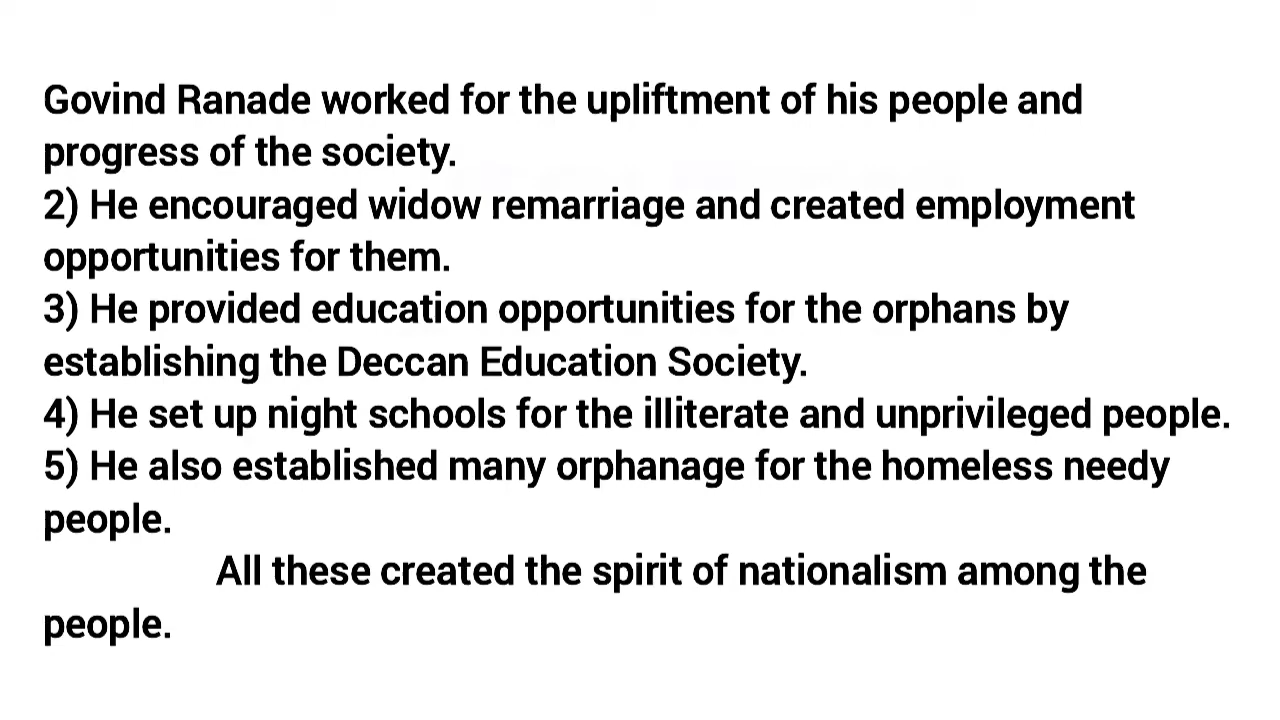 Govind Ranade worked for the upliftment of his people and
progress of the society.
2) He encouraged widow remarriage and created employment
opportunities for them.
3) He provided education opportunities for the orphans by
establishing the Deccan Education Society.
4) He set up night schools for the illiterate and unprivileged people.
5) He also established many orphanage for the homeless needy
people.
All these created the spirit of nationalism among the
people.